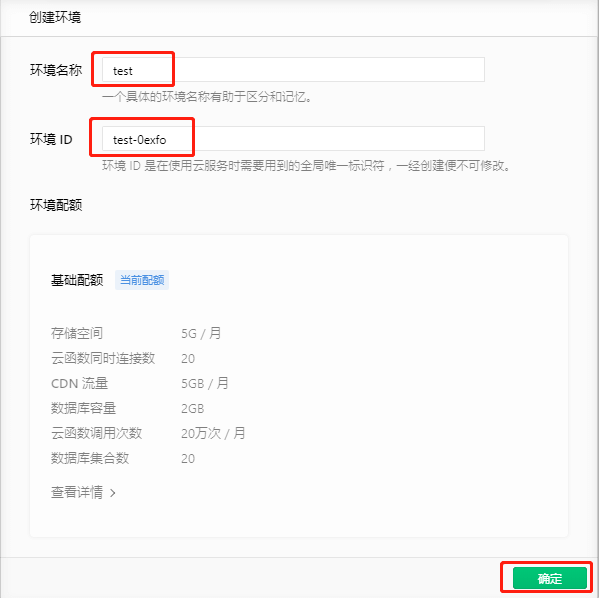 创建环境
环境名称 test
一个具体的环境名称有助于区分和记忆。
环境 ID test-0exfo
环境 ID 是在使用云服务时需要用到的全局唯一标识符，一经创建便不可修改。
环境配额
基础配额 当前配额
存储空间 5G / 月
云函数同时连接数 20
CDN 流量 5GB / 月
数据库容量 2GB
云函数调用次数 20万次 / 月
数据库集合数 20
查看详情 >
确定